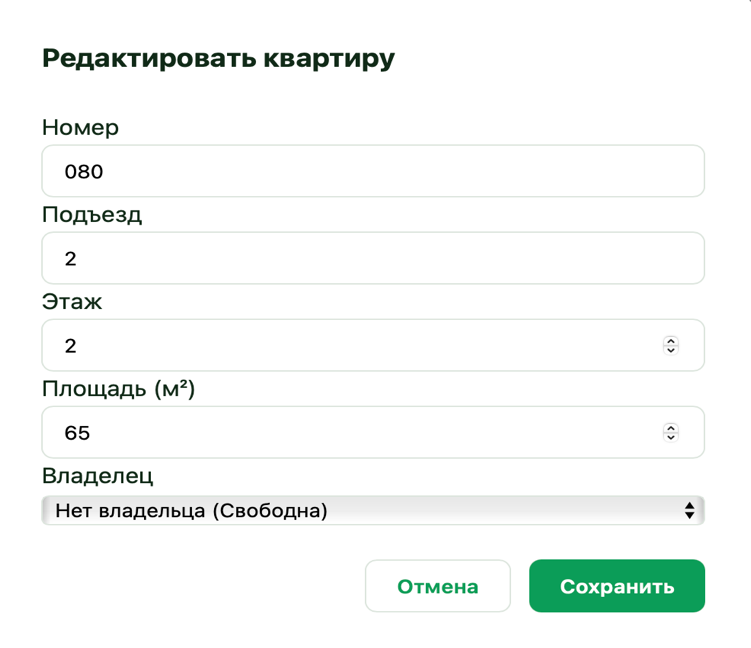 Редактировать квартиру
Номер
080
Подъезд
2
Этаж
2
Площадь (м²)
65
Владелец
Нет владельца (Свободна)
Отмена
Сохранить